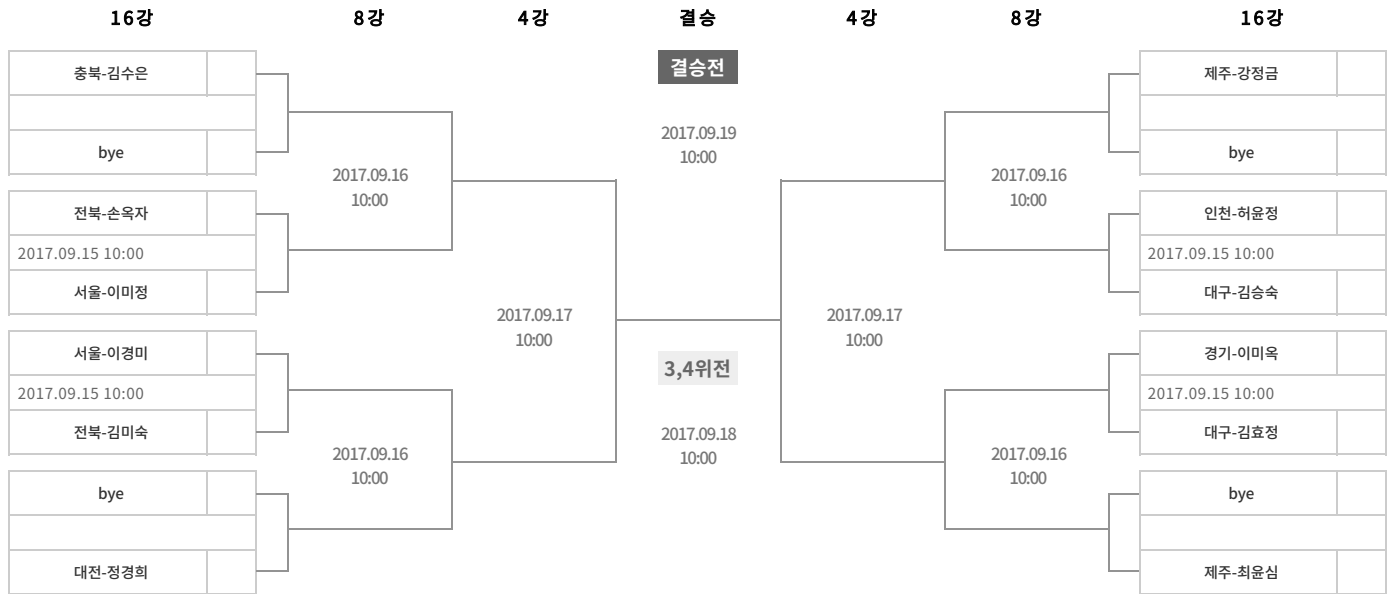 16강 8강 4강 결승 4강 8강 16강
충북-김수은
bye
전북-손옥자
2017.09.15 10:00
서울-이미정
서울-이경미
2017.09.15 10:00
전북-김미숙
bye
대전-정경희
2017.09.16
10:00
2017.09.16
10:00
2017.09.17
10:00
결승전
2017.09.19
10:00
3,4위전
2017.09.18
10:00
2017.09.17
10:00
2017.09.16
10:00
2017.09.16
10:00
제주-강정금
bye
인천-허윤정
2017.09.15 10:00
대구-김승숙
경기-이미옥
2017.09.15 10:00
대구-김효정
bye
제주-최윤심